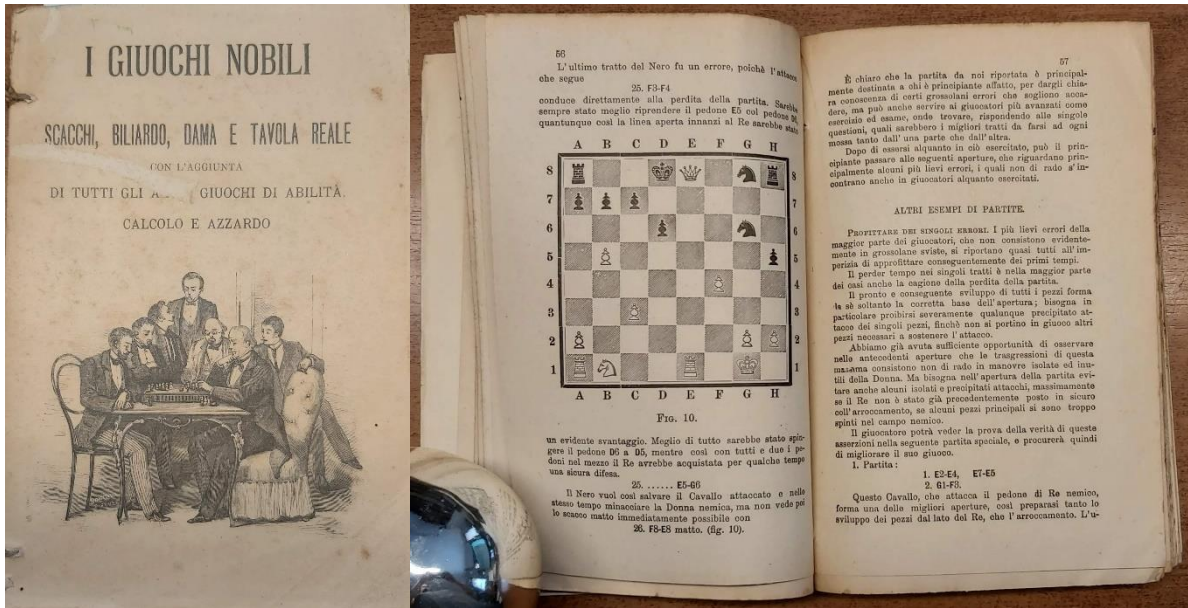 I GIUOCHI NOBILI
SCACCHI, BILIARDO, DAMA E TAVOLA REALE
CON L'AGGIUNTA
DI TUTTI GLI GIUOCHI DI ABILITÀ.
CALCOLO E AZZARDO
56
L'ultimo tratto del Nero fu un errore, poichè l'attacco
che segue
25. F3-F4
conduce direttamente alla perdita della partita. Sarebbe
sempre stato meglio riprendere il pedone E5 col pedone D6,
quantunque così la linea aperta innanzi al Re sarebbe stata
A B C D E F G H
8 8
7 7
6 6
5 5
4 4
3 3
2 2
1 1
A B C D E F G H
FIG. 10.
un evidente svantaggio. Meglio di tutto sarebbe stato spin-
gere il pedone D6 a D5, mentre così con tutti e due i pe-
doni nel mezzo il Re avrebbe acquistata per qualche tempo
una sicura difesa.
25. ...... E5-G6
Il Nero vuol così salvare il Cavallo attaccato e nello
stesso tempo minacciare la Donna nemica, ma non vede poi
lo scacco matto immediatamente possibile con
26. F8-E8 matto. (fig. 10).
57
È chiaro che la partita da noi riportata è principal-
mente destinata a chi è principiante affatto, per dargli chia-
ra conoscenza di certi grossolani errori che sogliono acca-
dere, ma può anche servire ai giuocatori più avanzati come
esercizio ed esame, onde trovare, rispondendo alle singole
questioni, quali sarebbero i migliori tratti da farsi ad ogni
mossa tanto dall'una parte che dall'altra.
Dopo di essersi alquanto in ciò esercitato, può il prin-
cipiante passare alle seguenti aperture, che riguardano prin-
cipalmente alcuni più lievi errori, i quali non di rado s'in-
contrano anche in giuocatori alquanto esercitati.
ALTRI ESEMPI DI PARTITE.
PROFITTARE DEI SINGOLI ERRORI. I più lievi errori della
maggior parte dei giuocatori, che non consistono evidente-
mente in grossolane sviste, si riportano quasi tutti all'im-
perizia di approfittare conseguentemente dei primi tempi.
Il perder tempo nei singoli tratti è nella maggior parte
dei casi anche la cagione della perdita della partita.
Il pronto e conseguente sviluppo di tutti i pezzi forma
da sè soltanto la corretta base dell'apertura; bisogna in
particolare proibirsi severamente qualunque precipitato at-
tacco dei singoli pezzi, finchè non si portino in giuoco altri
pezzi necessari a sostenere l'attacco.
Abbiamo già avuta sufficiente opportunità di osservare
nelle antecedenti aperture che le trasgressioni di questa
massima consistono non di rado in manovre isolate ed inu-
tili della Donna. Ma bisogna nell'apertura della partita evi-
tare anche alcuni isolati e precipitati attacchi, massimamente
se il Re non è stato già precedentemente posto in sicuro
coll'arroccamento, se alcuni pezzi principali si sono troppo
spinti nel campo nemico.
Il giuocatore potrà veder la prova della verità di queste
asserzioni nella seguente partita speciale, e procurerà quindi
di migliorare il suo giuoco.
1. Partita:
1. E2-E4, E7-E5
2. G1-F3.
Questo Cavallo, che attacca il pedone di Re nemico,
forma una delle migliori aperture, così preparasi tanto lo
sviluppo dei pezzi dal lato del Re, che l'arroccamento. L'u-